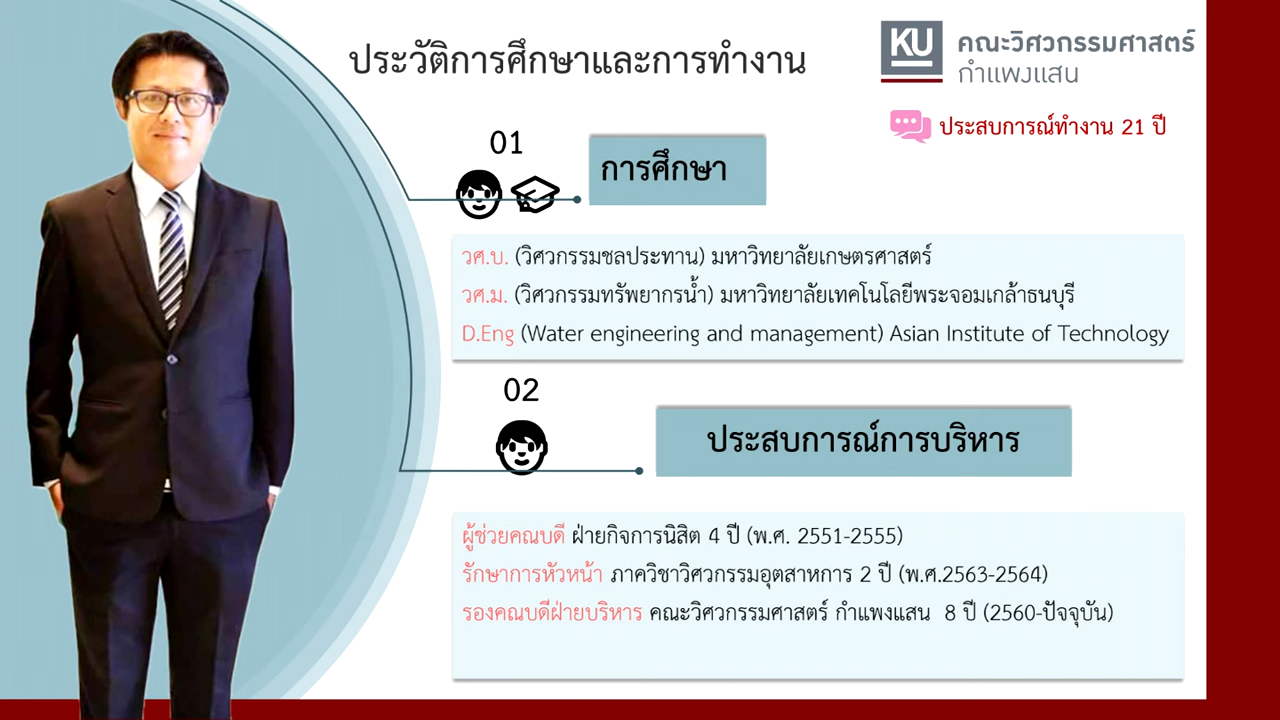 ประวัติการศึกษาและการทำงาน
KU
คณะวิศวกรรมศาสตร์
กำแพงแสน
ประสบการณ์ทำงาน 21 ปี
01
การศึกษา
วศ.บ. (วิศวกรรมชลประทาน) มหาวิทยาลัยเกษตรศาสตร์
วศ.ม. (วิศวกรรมทรัพยากรน้ำ) มหาวิทยาลัยเทคโนโลยีพระจอมเกล้าธนบุรี
D.Eng (Water engineering and management) Asian Institute of Technology
02
ประสบการณ์การบริหาร
ผู้ช่วยคณบดี ฝ่ายกิจการนิสิต 4 ปี (พ.ศ. 2551-2555)
รักษาการหัวหน้า ภาควิชาวิศวกรรมอุตสาหการ 2 ปี (พ.ศ.2563-2564)
รองคณบดีฝ่ายบริหาร คณะวิศวกรรมศาสตร์ กำแพงแสน 8 ปี (2560-ปัจจุบัน)